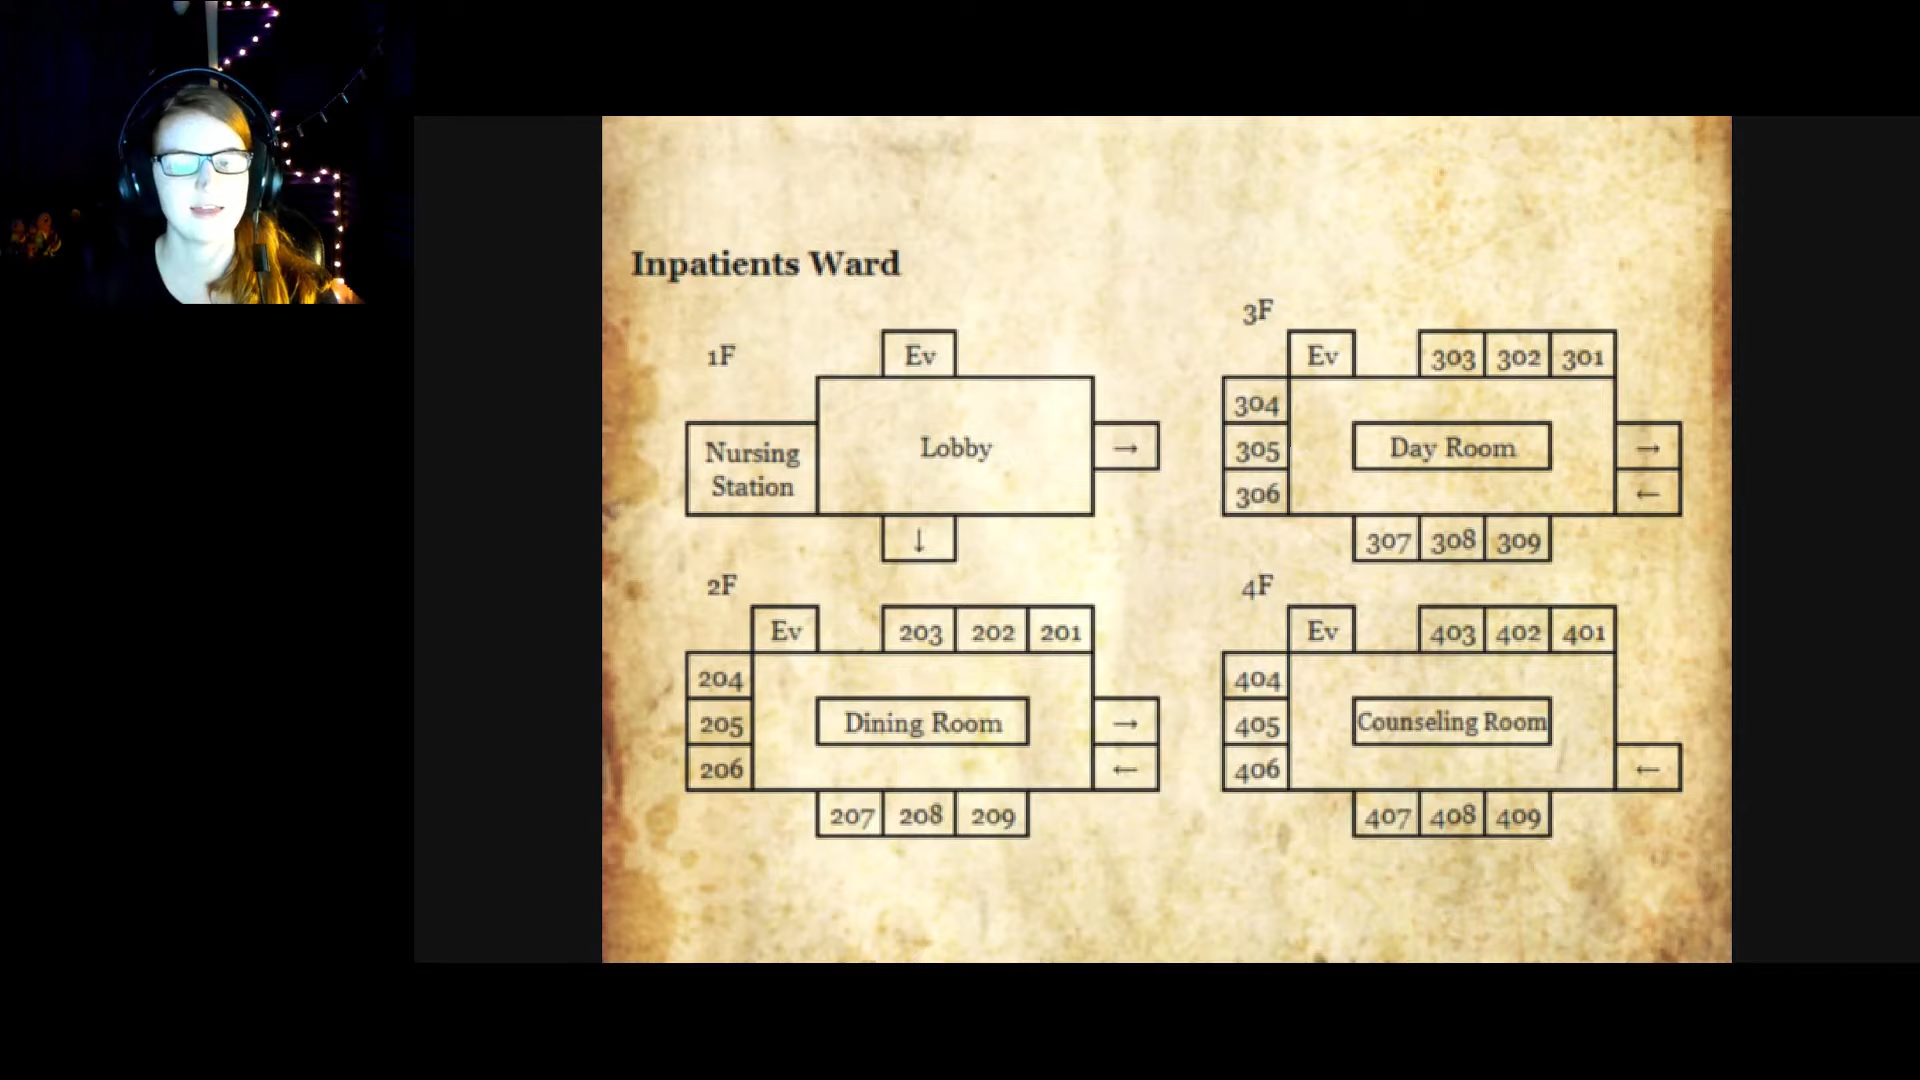 Inpatients Ward
1F
Ev
Nursing
Station
Lobby
→
↓
2F
Ev
203 202 201
204
205
206
Dining Room
→
←
207 208 209
3F
Ev
303 302 301
304
305
306
Day Room
→
←
307 308 309
4F
Ev
403 402 401
404
405
406
Counseling Room
←
407 408 409